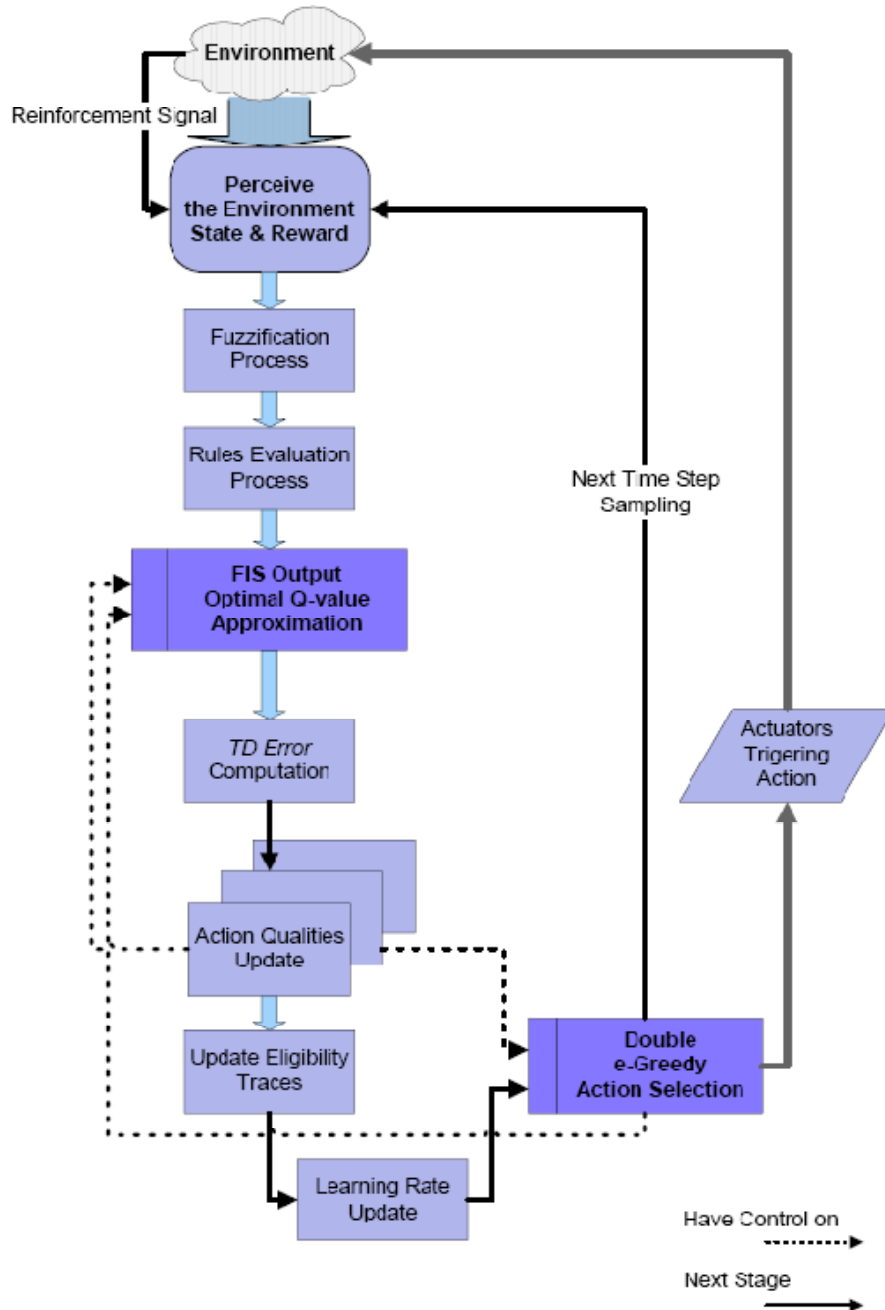 Environment
Reinforcement Signal
Perceive
the Environment
State & Reward
Fuzzification
Process
Rules Evaluation
Process
Next Time Step
Sampling
FIS Output
Optimal Q-value
Approximation
TD Error
Computation
Actuators
Trigering
Action
Action Qualities
Update
Update Eligibility
Traces
Double
e-Greedy
Action Selection
Learning Rate
Update
Have Control on
Next Stage